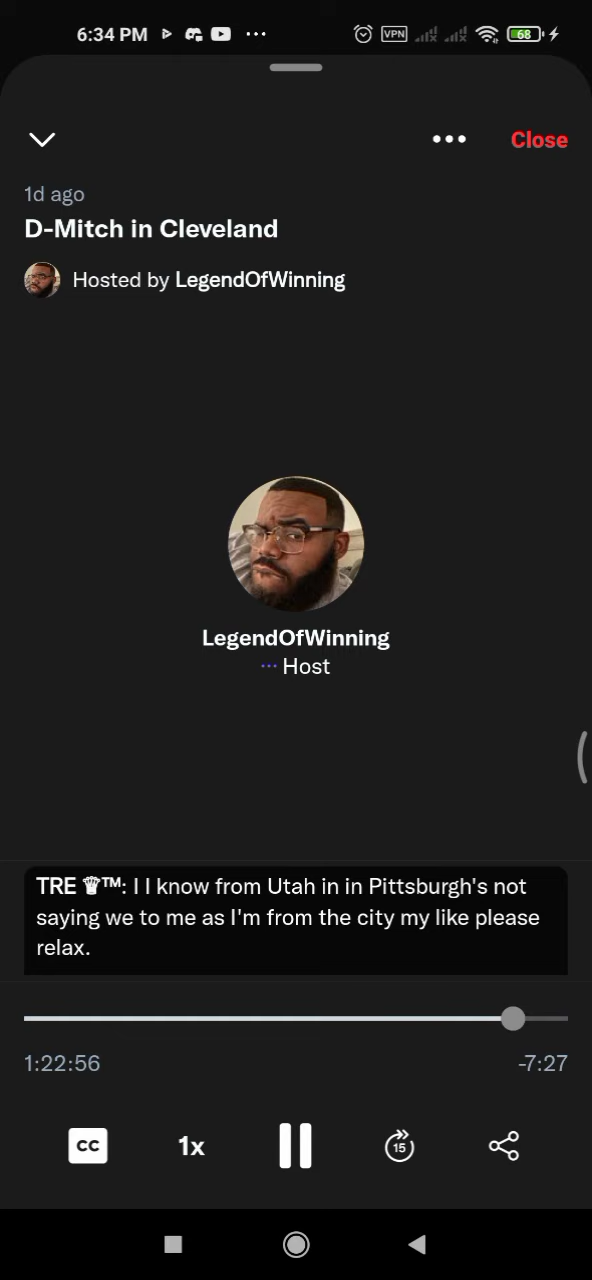 6:34 PM ... VPN 68
... Close
1d ago
D-Mitch in Cleveland
Hosted by LegendOfWinning
LegendOfWinning
··· Host
TRE ♛™: I I know from Utah in in Pittsburgh's not
saying we to me as I'm from the city my like please
relax.
1:22:56 -7:27
CC 1x 15